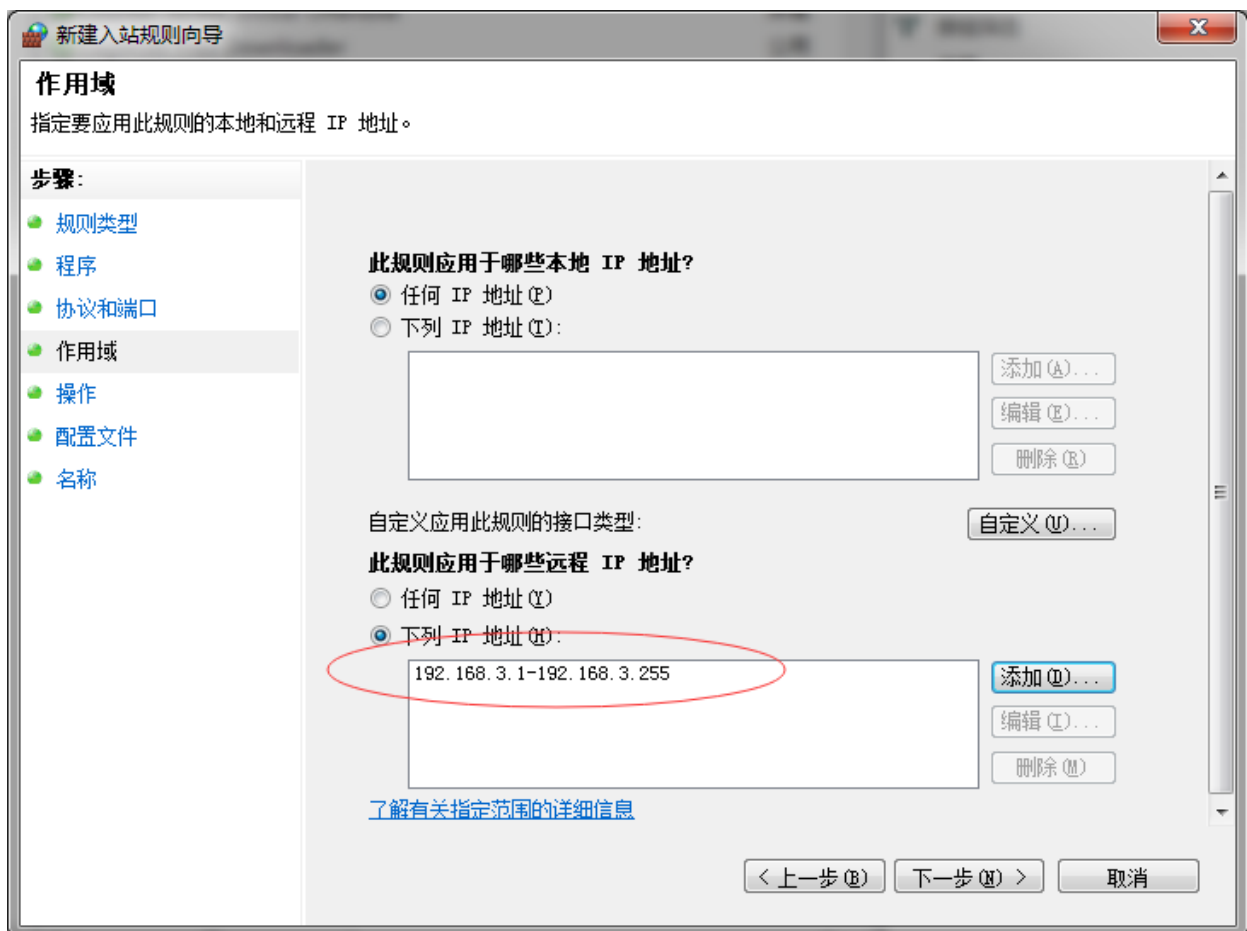 新建入站规则向导
作用域
指定要应用此规则的本地和远程 IP 地址。
步骤:
规则类型
程序
协议和端口
作用域
操作
配置文件
名称
此规则应用于哪些本地 IP 地址?
任何 IP 地址(P)
下列 IP 地址(T):
添加(A)...
编辑(E)...
删除(R)
自定义应用此规则的接口类型:
自定义(U)...
此规则应用于哪些远程 IP 地址?
任何 IP 地址(Y)
下列 IP 地址(H):
192.168.3.1-192.168.3.255
添加(D)...
编辑(I)...
删除(M)
了解有关指定范围的详细信息
< 上一步(B)
下一步(N) >
取消